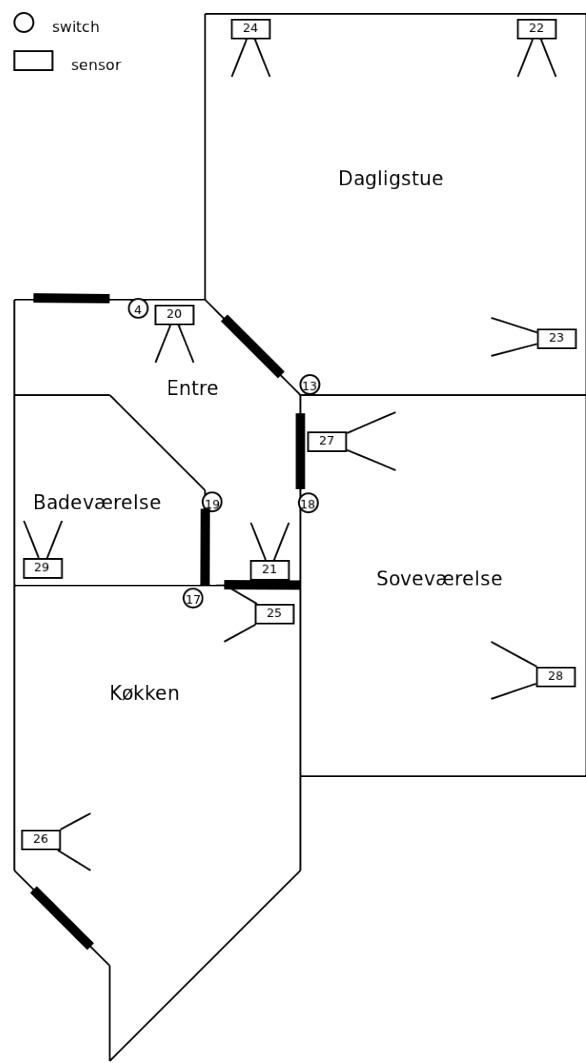 switch
sensor
24
22
Dagligstue
4
20
23
Entre
13
27
Badeværelse
19
18
29
21
Soveværelse
17
25
Køkken
28
26